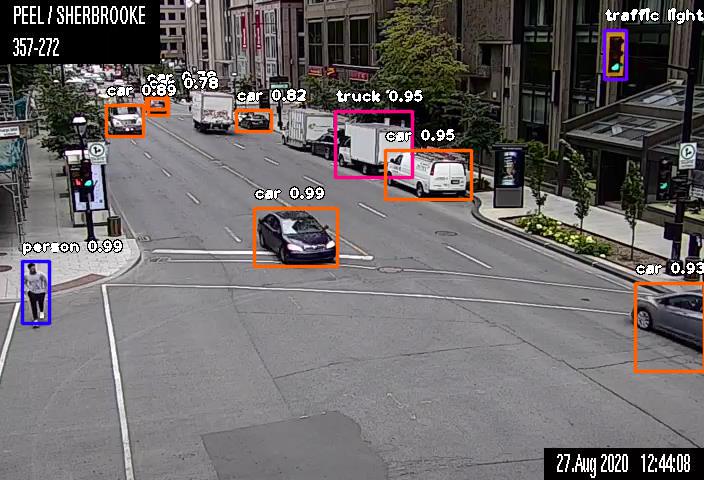 PEEL / SHERBROOKE
357-272
traffic light
car 0.89
0.78
car 0.82
truck 0.95
car 0.95
car 0.99
person 0.99
car 0.93
27.Aug 2020 12:44:08